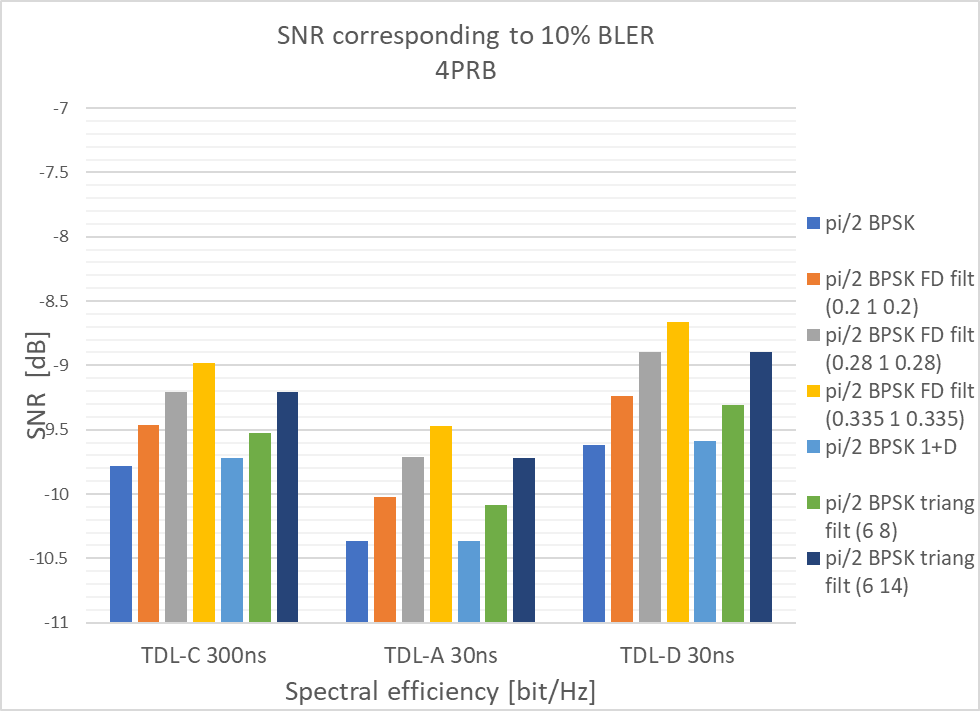 SNR corresponding to 10% BLER
4PRB
-7
-7.5
-8
-8.5
-9
-9.5
-10
-10.5
-11
SNR [dB]
TDL-C 300ns
TDL-A 30ns
TDL-D 30ns
Spectral efficiency [bit/Hz]
pi/2 BPSK
pi/2 BPSK FD filt
(0.2 1 0.2)
pi/2 BPSK FD filt
(0.28 1 0.28)
pi/2 BPSK FD filt
(0.335 1 0.335)
pi/2 BPSK 1+D
pi/2 BPSK triang
filt (6 8)
pi/2 BPSK triang
filt (6 14)